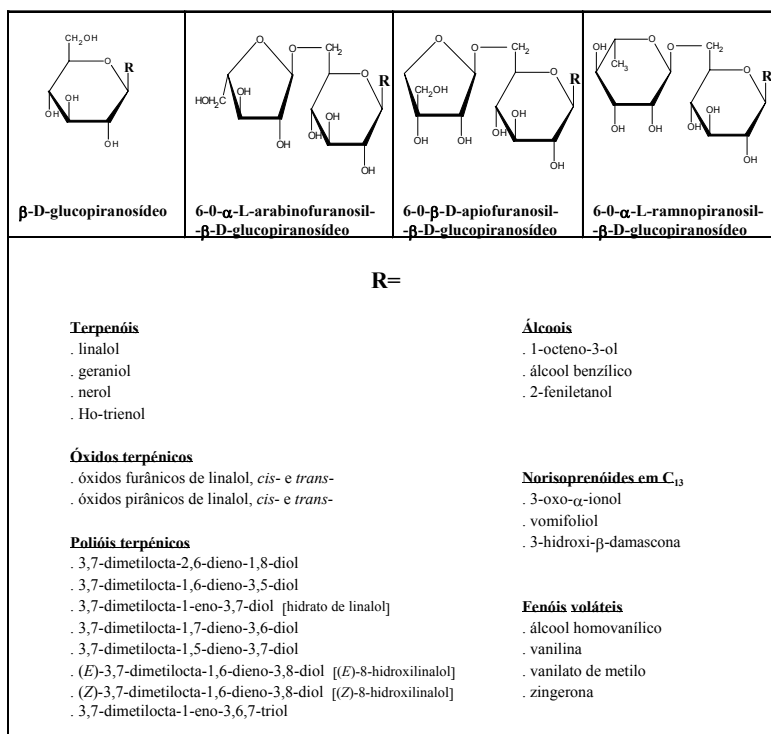 CH₂OH
O
R
OH
OH
OH
β-D-glucopiranosídeo
O
O
CH₂
O
R
HOH₂C
OH
OH
OH
OH
OH
6-0-α-L-arabinofuranosil-
-β-D-glucopiranosídeo
O
O
CH₂
O
R
CH₂OH
OH
OH
OH
OH
OH
6-0-β-D-apiofuranosil-
-β-D-glucopiranosídeo
O
O
CH₂
OH
CH₃
O
R
OH
OH
OH
OH
OH
6-0-α-L-ramnopiranosil-
-β-D-glucopiranosídeo
R=
Terpenóis
. linalol
. geraniol
. nerol
. Ho-trienol
Óxidos terpénicos
. óxidos furânicos de linalol, cis- e trans-
. óxidos pirânicos de linalol, cis- e trans-
Polióis terpénicos
. 3,7-dimetilocta-2,6-dieno-1,8-diol
. 3,7-dimetilocta-1,6-dieno-3,5-diol
. 3,7-dimetilocta-1-eno-3,7-diol [hidrato de linalol]
. 3,7-dimetilocta-1,7-dieno-3,6-diol
. 3,7-dimetilocta-1,5-dieno-3,7-diol
. (E)-3,7-dimetilocta-1,6-dieno-3,8-diol [(E)-8-hidroxilinalol]
. (Z)-3,7-dimetilocta-1,6-dieno-3,8-diol [(Z)-8-hidroxilinalol]
. 3,7-dimetilocta-1-eno-3,6,7-triol
Álcoois
. 1-octeno-3-ol
. álcool benzílico
. 2-feniletanol
Norisoprenóides em C₁₃
. 3-oxo-α-ionol
. vomifoliol
. 3-hidroxi-β-damascona
Fenóis voláteis
. álcool homovanílico
. vanilina
. vanilato de metilo
. zingerona